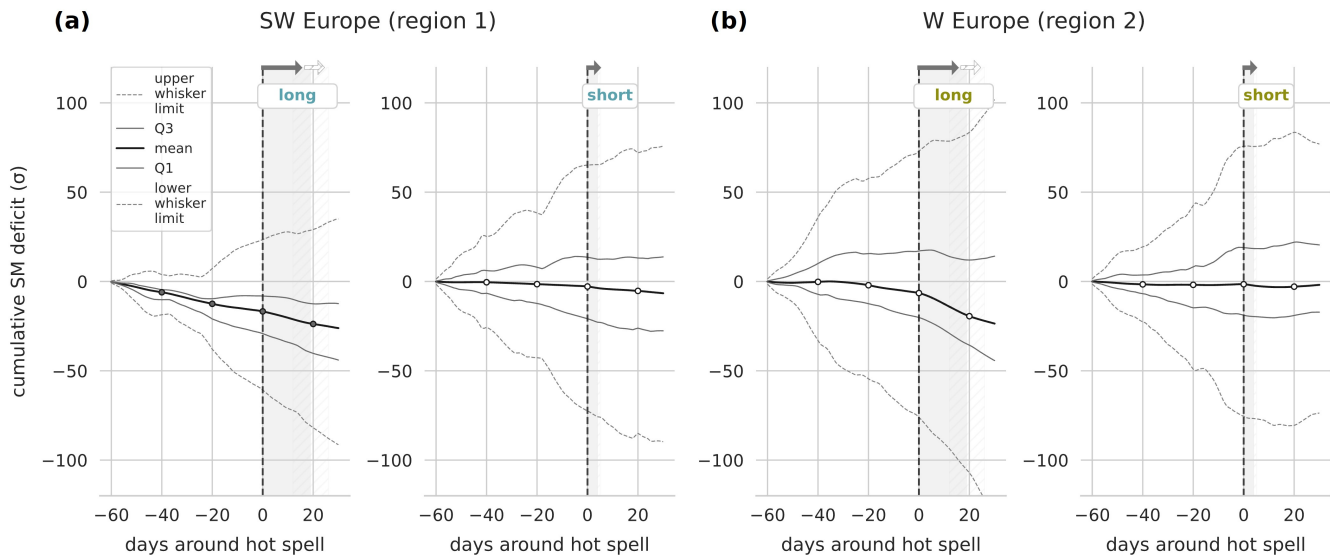 (a) SW Europe (region 1) (b) W Europe (region 2)
cumulative SM deficit (σ)
upper
whisker
limit
Q3
mean
Q1
lower
whisker
limit
long
short
long
short
100
50
0
−50
−100
100
50
0
−50
−100
100
50
0
−50
−100
100
50
0
−50
−100
−60 −40 −20 0 20
−60 −40 −20 0 20
−60 −40 −20 0 20
−60 −40 −20 0 20
days around hot spell
days around hot spell
days around hot spell
days around hot spell